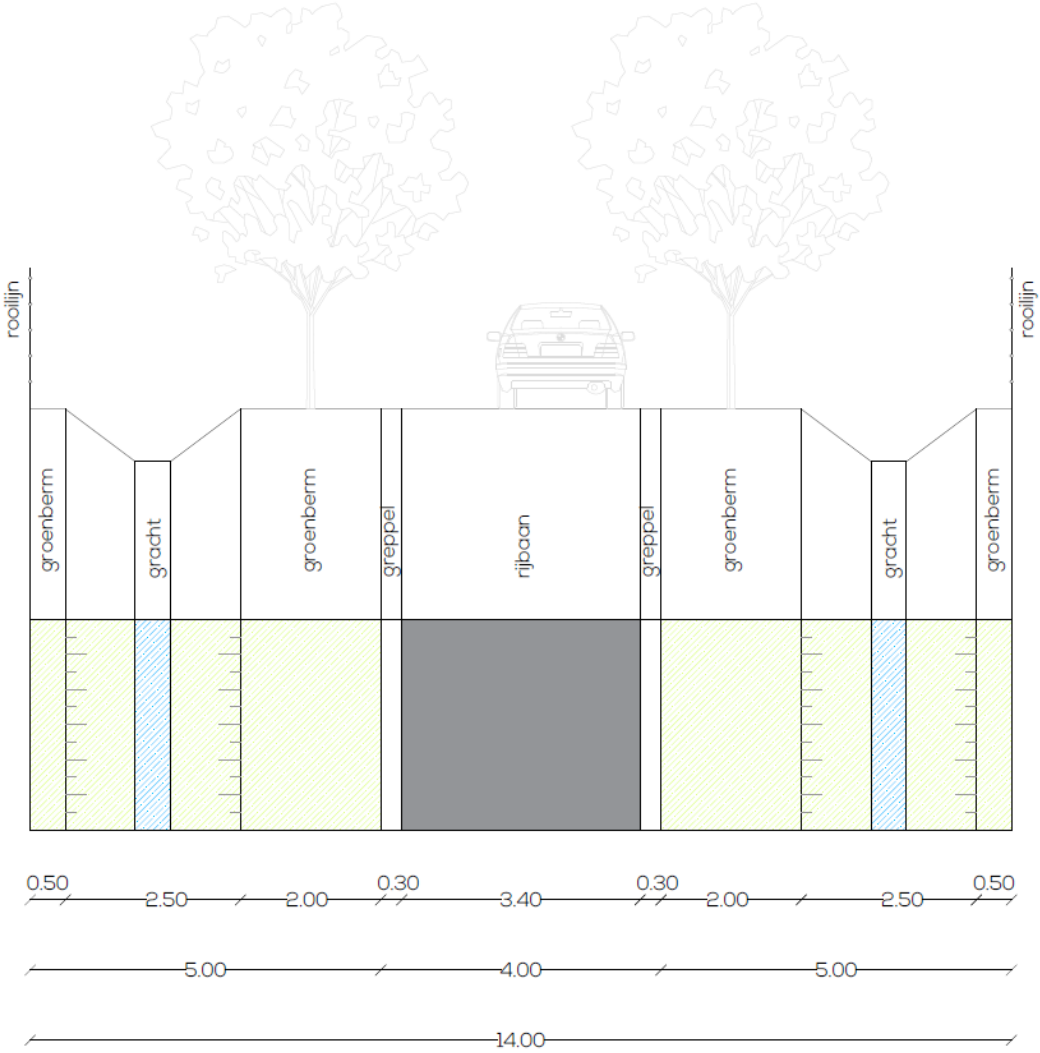 rooilijn
rooilijn
groenberm
gracht
groenberm
greppel
rijbaan
greppel
groenberm
gracht
groenberm
0.50
2.50
2.00
0.30
3.40
0.30
2.00
2.50
0.50
5.00
4.00
5.00
14.00